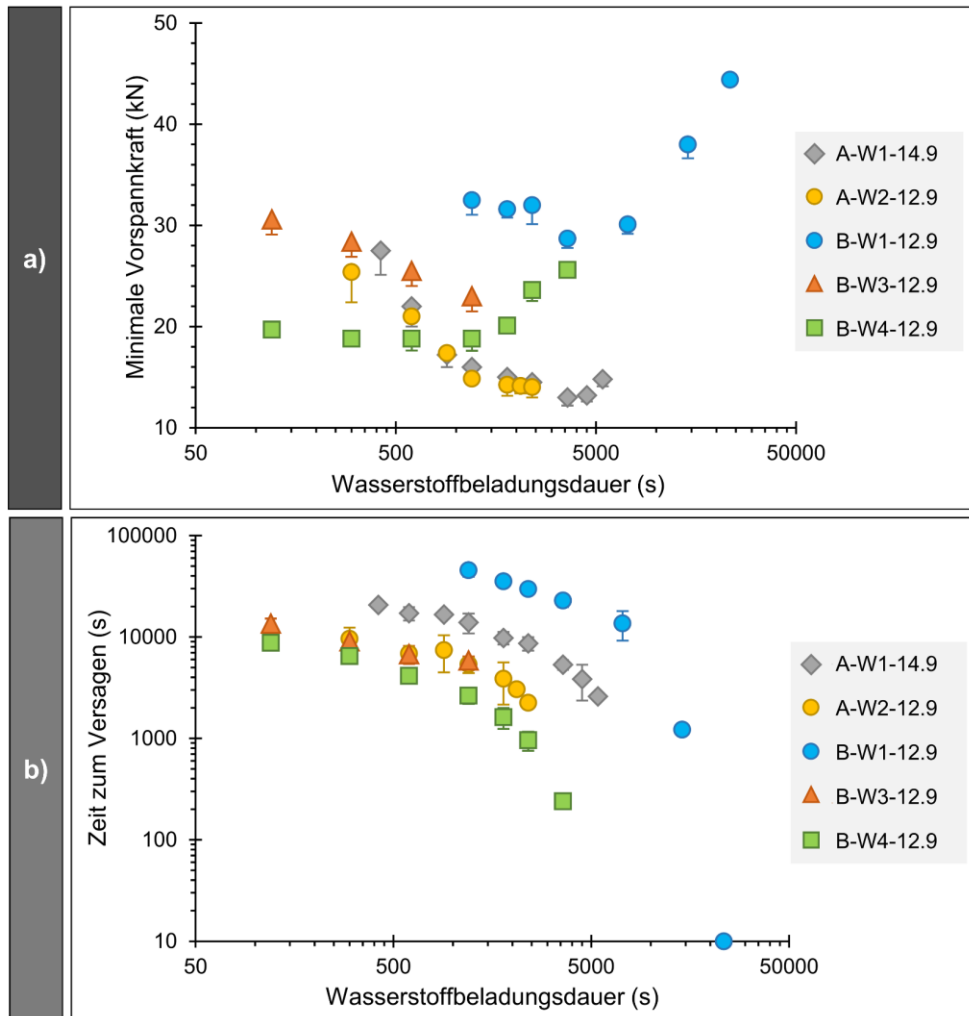 a)
Minimale Vorspannkraft (kN)
50
40
30
20
10
50
500
5000
50000
Wasserstoffbeladungsdauer (s)
A-W1-14.9
A-W2-12.9
B-W1-12.9
B-W3-12.9
B-W4-12.9
b)
Zeit zum Versagen (s)
100000
10000
1000
100
10
50
500
5000
50000
Wasserstoffbeladungsdauer (s)
A-W1-14.9
A-W2-12.9
B-W1-12.9
B-W3-12.9
B-W4-12.9